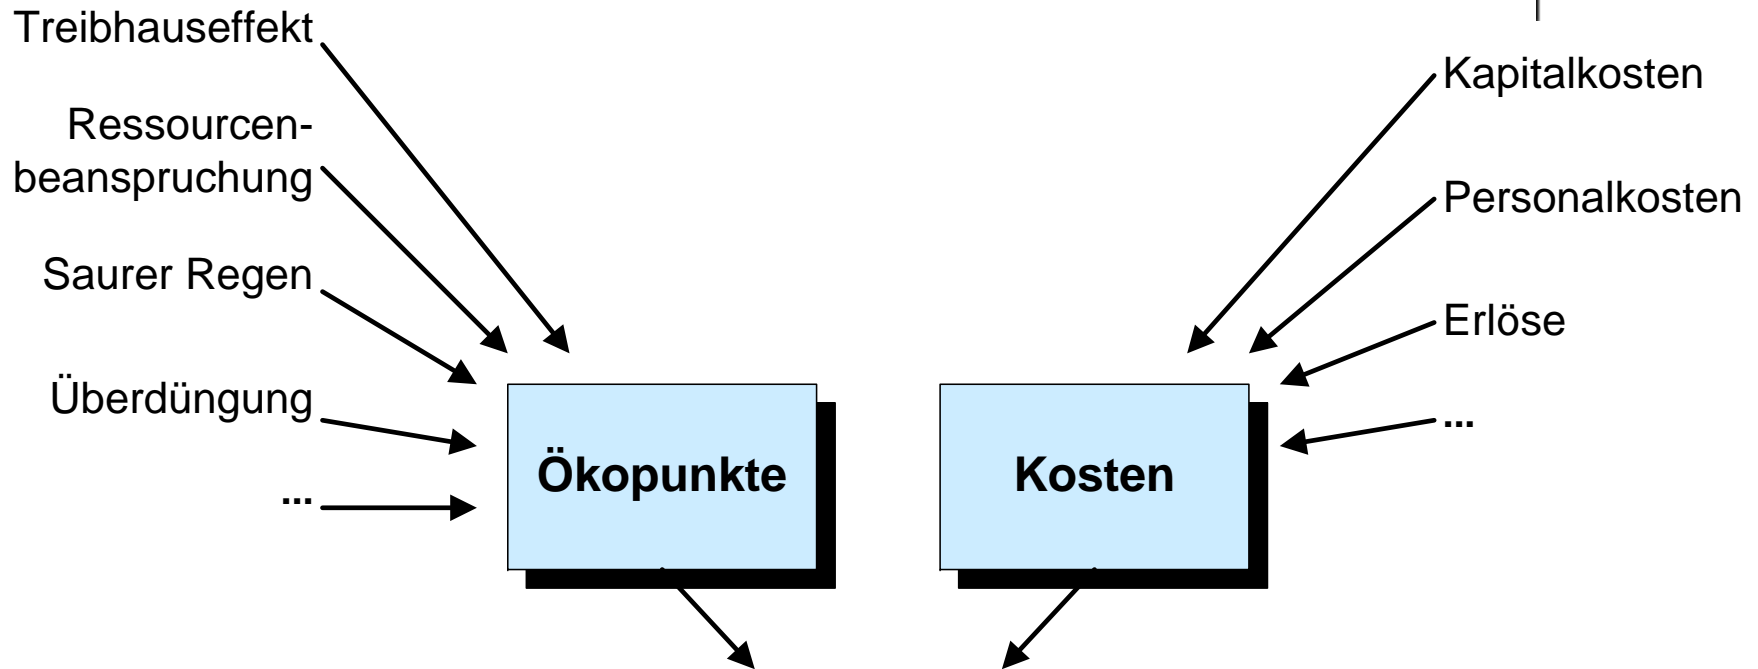 Treibhauseffekt
Ressourcen-
beanspruchung
Saurer Regen
Überdüngung
...
Ökopunkte
Kosten
Kapitalkosten
Personalkosten
Erlöse
...